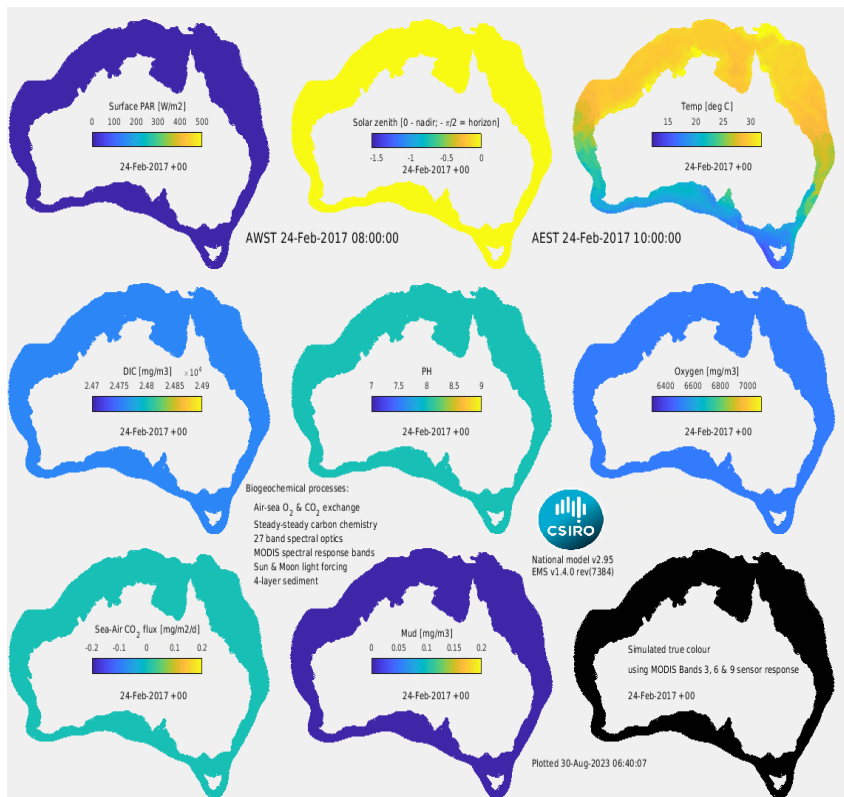 Surface PAR [W/m2]
0 100 200 300 400 500
24-Feb-2017 +00
Solar zenith [0 - nadir; - π/2 = horizon]
-1.5 -1 -0.5 0
24-Feb-2017 +00
Temp [deg C]
15 20 25 30
24-Feb-2017 +00
AWST 24-Feb-2017 08:00:00
AEST 24-Feb-2017 10:00:00
DIC [mg/m3] ×10⁴
2.47 2.475 2.48 2.485 2.49
24-Feb-2017 +00
PH
7 7.5 8 8.5 9
24-Feb-2017 +00
Oxygen [mg/m3]
6400 6600 6800 7000
24-Feb-2017 +00
Biogeochemical processes:
Air-sea O₂ & CO₂ exchange
Steady-steady carbon chemistry
27 band spectral optics
MODIS spectral response bands
Sun & Moon light forcing
4-layer sediment
CSIRO
National model v2.95
EMS v1.4.0 rev(7384)
Sea-Air CO₂ flux [mg/m2/d]
-0.2 -0.1 0 0.1 0.2
24-Feb-2017 +00
Mud [mg/m3]
0 0.05 0.1 0.15 0.2
24-Feb-2017 +00
Simulated true colour
using MODIS Bands 3, 6 & 9 sensor response
24-Feb-2017 +00
Plotted 30-Aug-2023 06:40:07